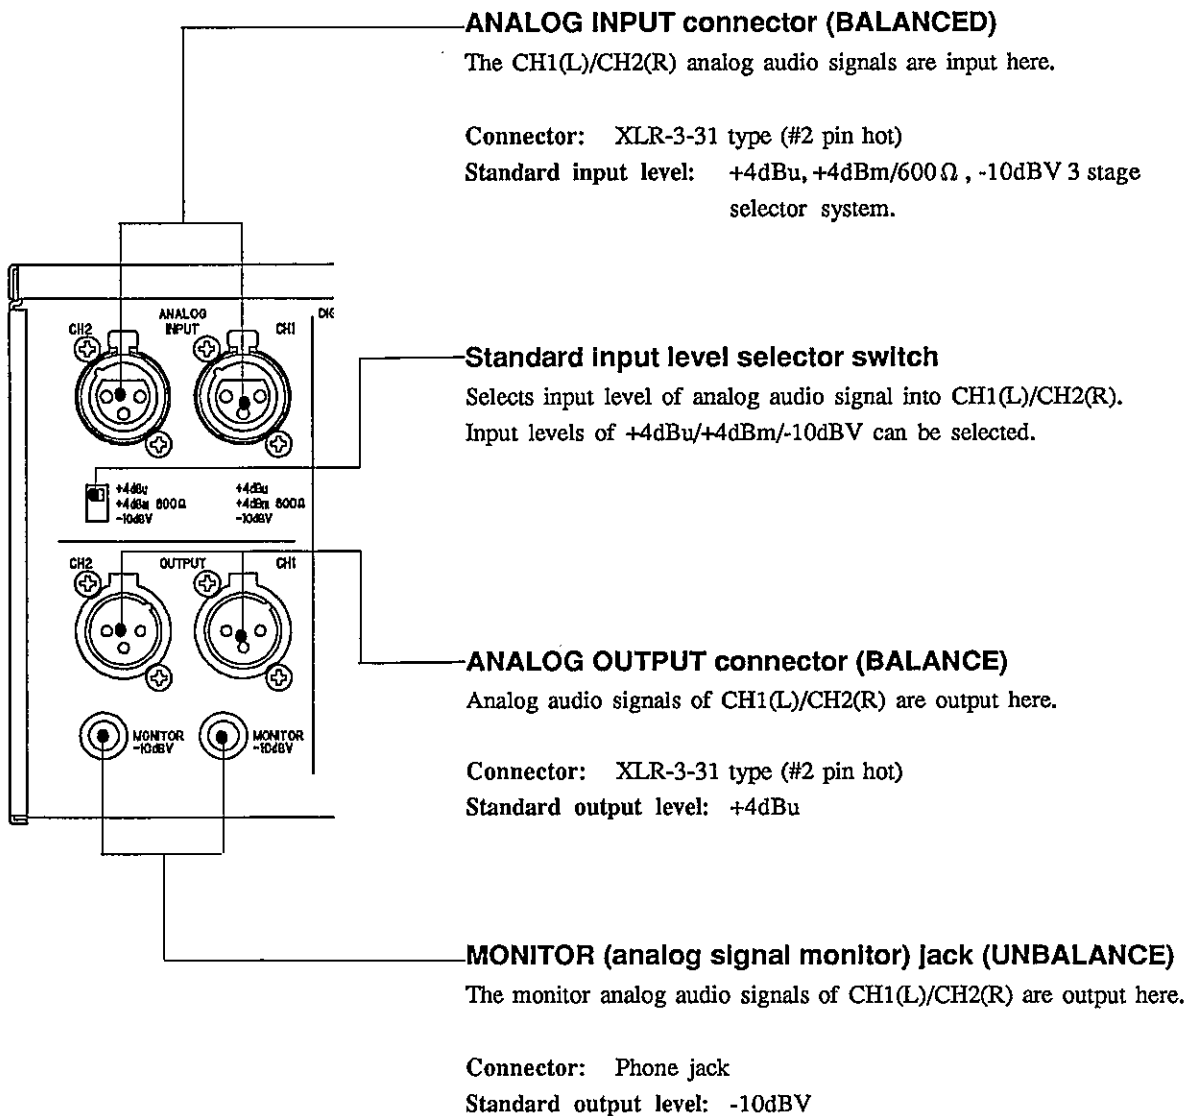 ANALOG INPUT connector (BALANCED)
The CH1(L)/CH2(R) analog audio signals are input here.
Connector: XLR-3-31 type (#2 pin hot)
Standard input level: +4dBu, +4dBm/600Ω, -10dBV 3 stage
selector system.
CH2 ANALOG INPUT CH1 DIG
Standard input level selector switch
Selects input level of analog audio signal into CH1(L)/CH2(R).
Input levels of +4dBu/+4dBm/-10dBV can be selected.
+4dBu +4dBu
+4dBm 600Ω +4dBm 600Ω
-10dBV -10dBV
CH2 OUTPUT CH1
ANALOG OUTPUT connector (BALANCE)
Analog audio signals of CH1(L)/CH2(R) are output here.
MONITOR MONITOR
-10dBV -10dBV
Connector: XLR-3-31 type (#2 pin hot)
Standard output level: +4dBu
MONITOR (analog signal monitor) jack (UNBALANCE)
The monitor analog audio signals of CH1(L)/CH2(R) are output here.
Connector: Phone jack
Standard output level: -10dBV